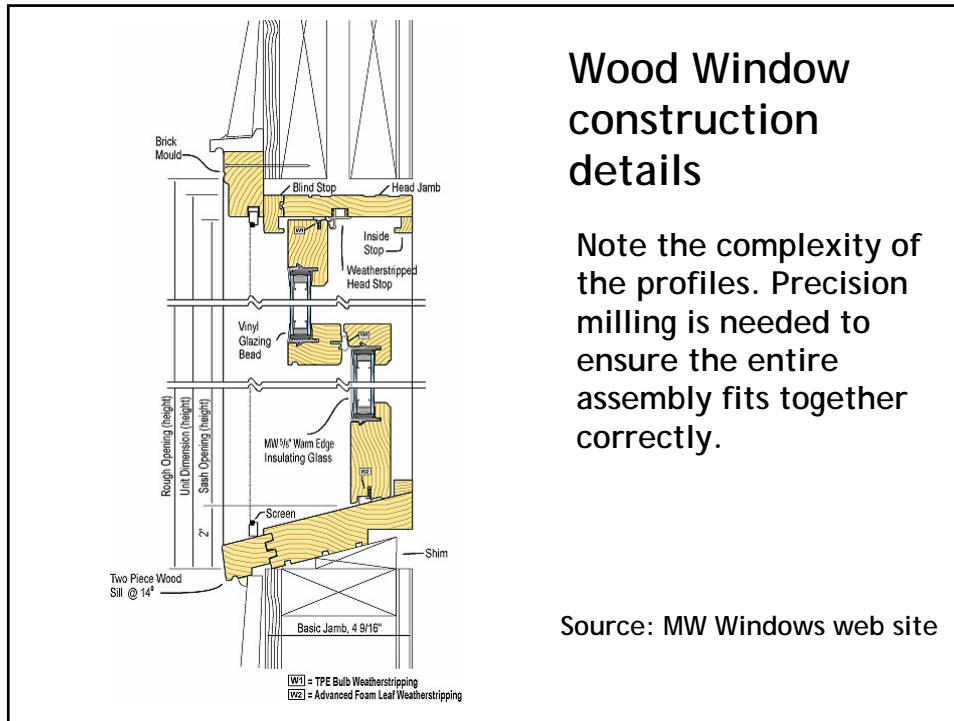 Wood Window
construction
details
Note the complexity of
the profiles. Precision
milling is needed to
ensure the entire
assembly fits together
correctly.
Source: MW Windows web site
Brick
Mould
Blind Stop
Head Jamb
W1
Inside
Stop
Weatherstripped
Head Stop
Vinyl
Glazing
Bead
MW 5/8" Warm Edge
Insulating Glass
Rough Opening (height)
Unit Dimension (height)
Sash Opening (height)
W2
2"
Screen
Shim
Two Piece Wood
Sill @ 14°
Basic Jamb, 4 9/16"
W1 = TPE Bulb Weatherstripping
W2 = Advanced Foam Leaf Weatherstripping